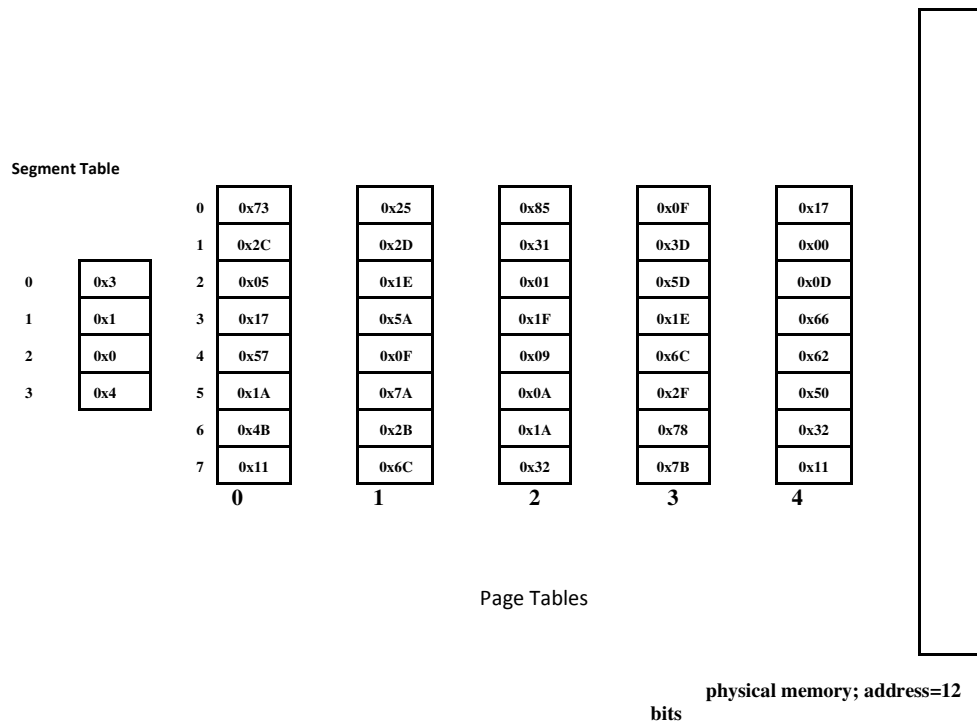 Segment Table
0 0x73 0x25 0x85 0x0F 0x17
1 0x2C 0x2D 0x31 0x3D 0x00
0 0x3 2 0x05 0x1E 0x01 0x5D 0x0D
1 0x1 3 0x17 0x5A 0x1F 0x1E 0x66
2 0x0 4 0x57 0x0F 0x09 0x6C 0x62
3 0x4 5 0x1A 0x7A 0x0A 0x2F 0x50
6 0x4B 0x2B 0x1A 0x78 0x32
7 0x11 0x6C 0x32 0x7B 0x11
0 1 2 3 4
Page Tables
physical memory; address=12
bits